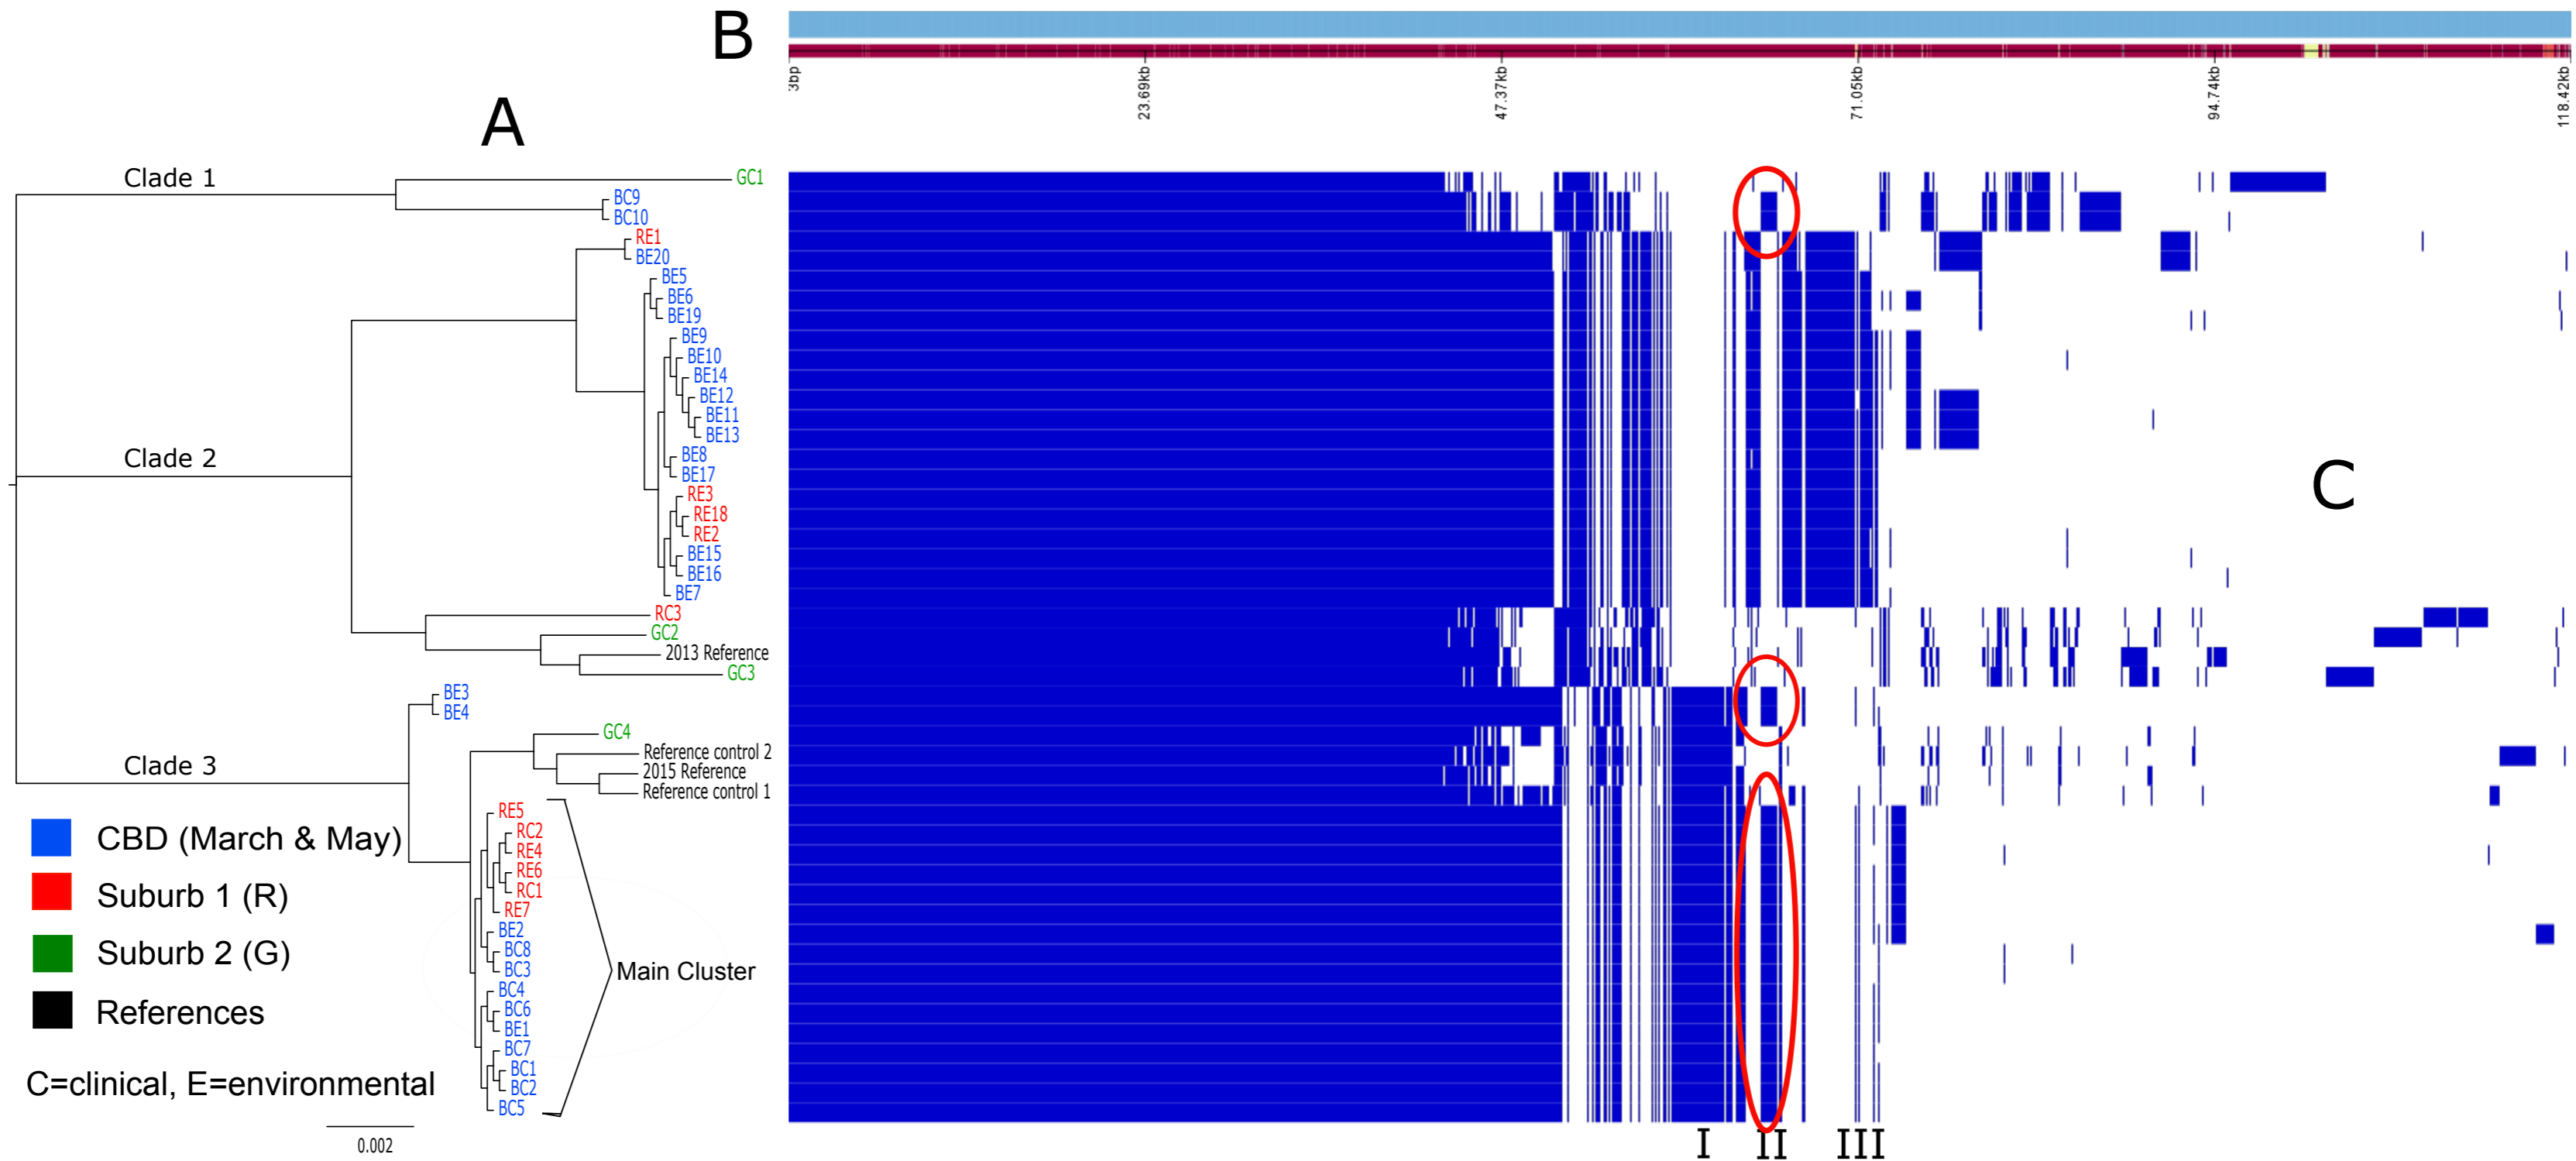 A
B
3bp
23.69kb
47.37kb
71.05kb
94.74kb
118.42kb
Clade 1
GC1
BC9
BC10
RE1
BE20
BE5
BE6
BE19
BE9
BE10
BE14
BE12
BE11
BE13
Clade 2
BE8
BE17
RE3
RE18
RE2
BE15
BE16
BE7
RC3
GC2
2013 Reference
GC3
C
BE3
BE4
GC4
Reference control 2
Clade 3
2015 Reference
Reference control 1
RE5
RC2
RE4
RE6
RC1
RE7
BE2
BC8
BC3
BC4
BC6
BE1
BC7
BC1
BC2
BC5
Main Cluster
CBD (March & May)
Suburb 1 (R)
Suburb 2 (G)
References
C=clinical, E=environmental
0.002
I II III